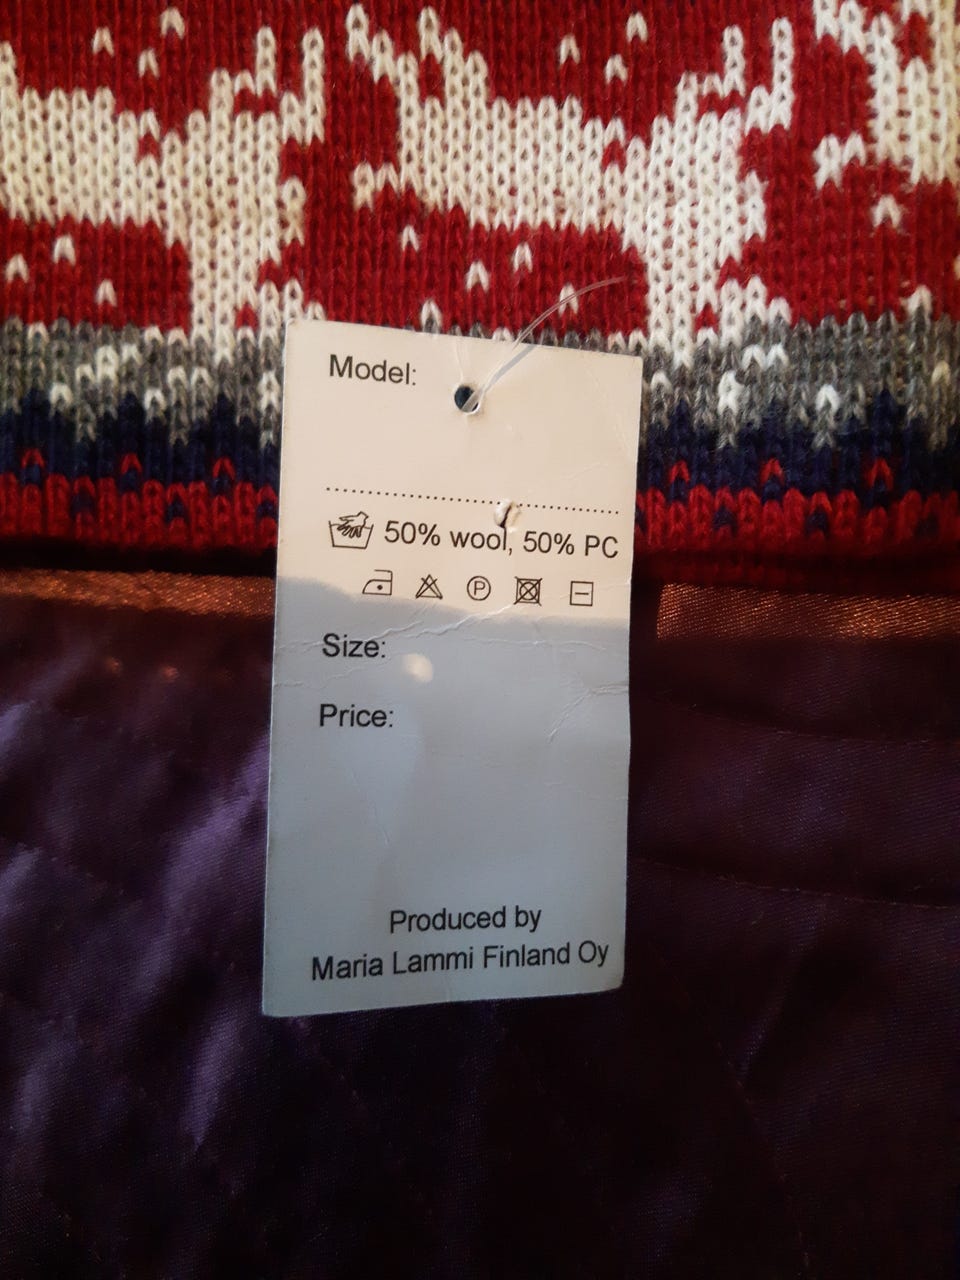 Model:
50% wool, 50% PC
P
Size:
Price:
Produced by
Maria Lammi Finland Oy